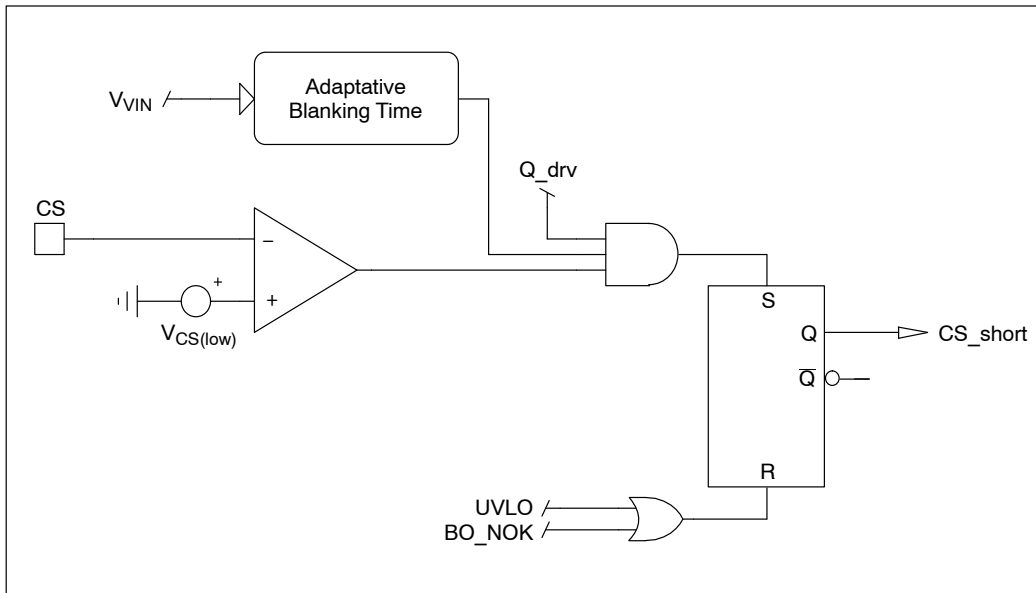 Adaptative
Blanking Time
V_VIN
Q_drv
CS
–
+
+
V_CS(low)
S
Q
CS_short
Q̅
R
UVLO
BO_NOK